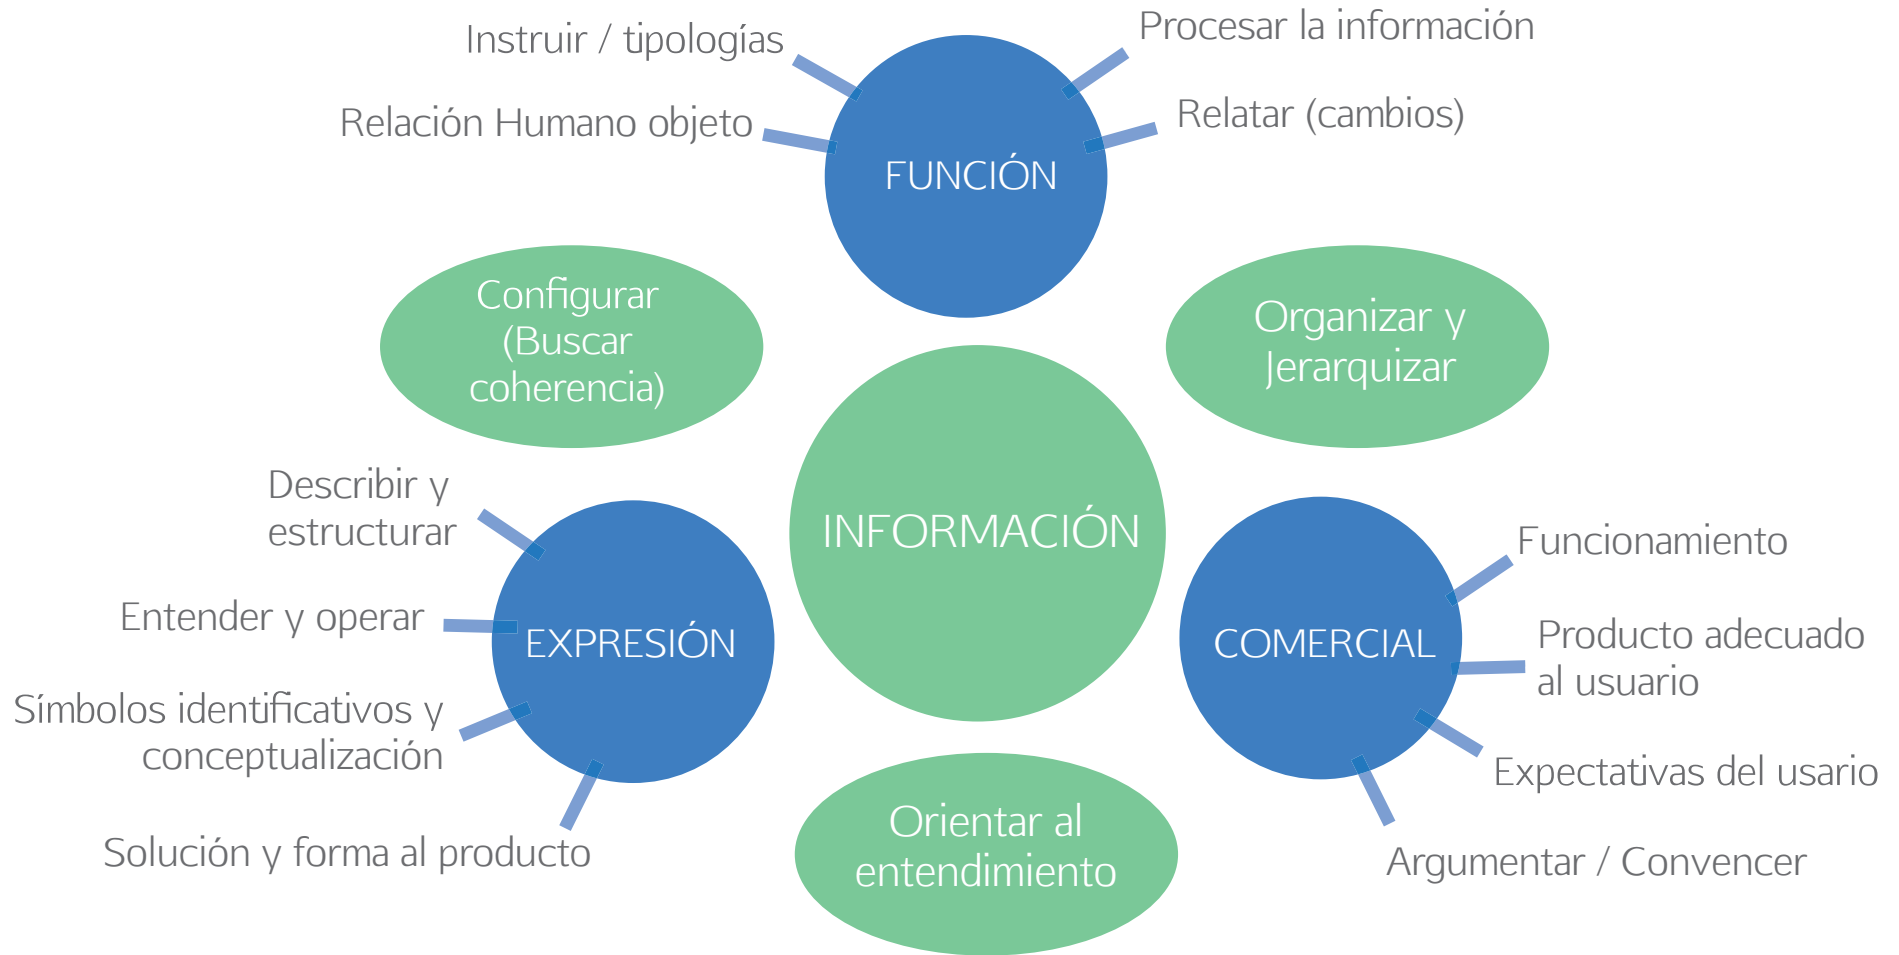 Instruir / tipologías
Procesar la información
Relación Humano objeto
Relatar (cambios)
FUNCIÓN
Configurar
(Buscar
coherencia)
Organizar y
Jerarquizar
INFORMACIÓN
Describir y
estructurar
Entender y operar
EXPRESIÓN
Símbolos identificativos y
conceptualización
Solución y forma al producto
COMERCIAL
Funcionamiento
Producto adecuado
al usuario
Expectativas del usario
Argumentar / Convencer
Orientar al
entendimiento